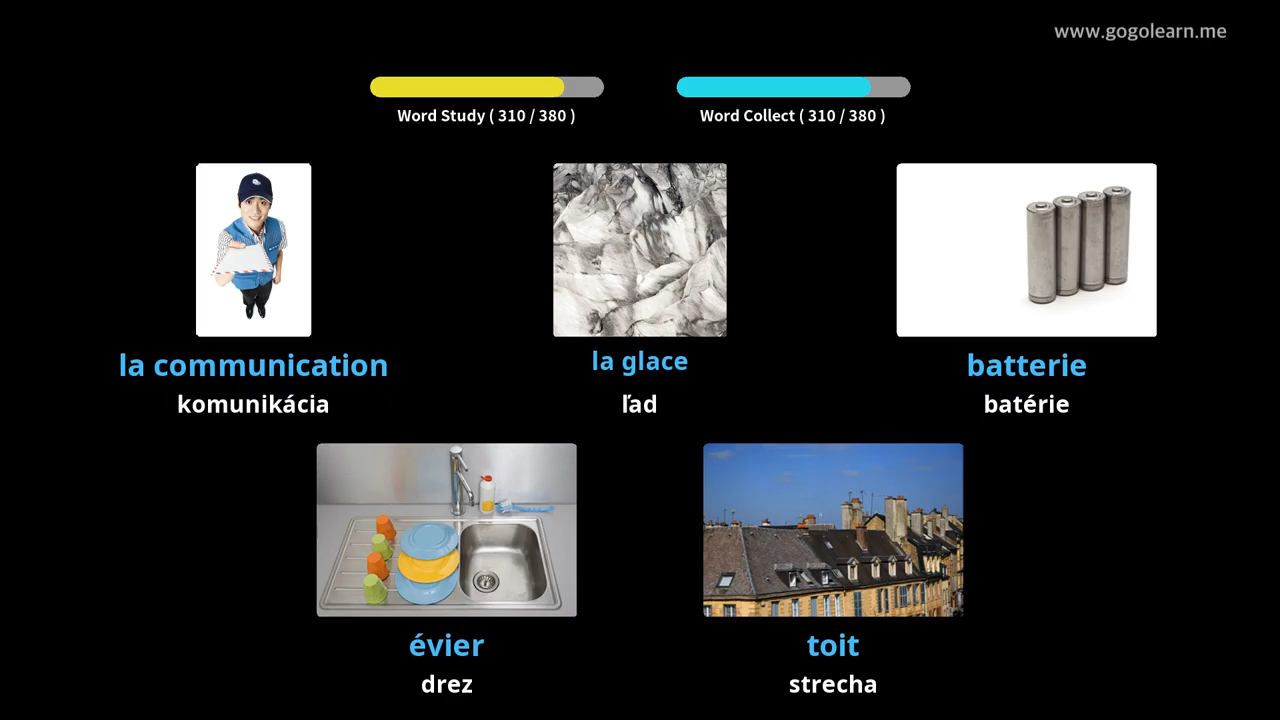 www.gogolearn.me
Word Study ( 310 / 380 )
Word Collect ( 310 / 380 )
la communication
komunikácia
la glace
ľad
batterie
batérie
évier
drez
toit
strecha